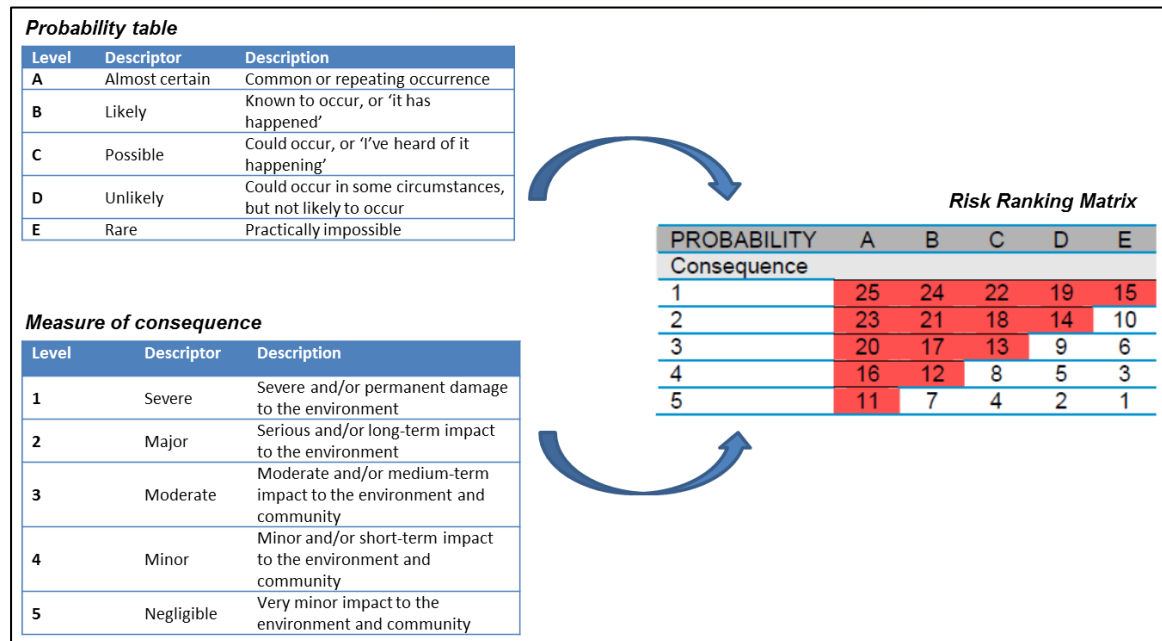 Probability table
Level Descriptor Description
A Almost certain Common or repeating occurrence
B Likely Known to occur, or ‘it has
happened’
C Possible Could occur, or ‘I’ve heard of it
happening’
D Unlikely Could occur in some circumstances,
but not likely to occur
E Rare Practically impossible
Measure of consequence
Level Descriptor Description
1 Severe Severe and/or permanent damage
to the environment
2 Major Serious and/or long-term impact
to the environment
3 Moderate Moderate and/or medium-term
impact to the environment and
community
4 Minor Minor and/or short-term impact
to the environment and
community
5 Negligible Very minor impact to the
environment and community
Risk Ranking Matrix
PROBABILITY A B C D E
Consequence
1 25 24 22 19 15
2 23 21 18 14 10
3 20 17 13 9 6
4 16 12 8 5 3
5 11 7 4 2 1